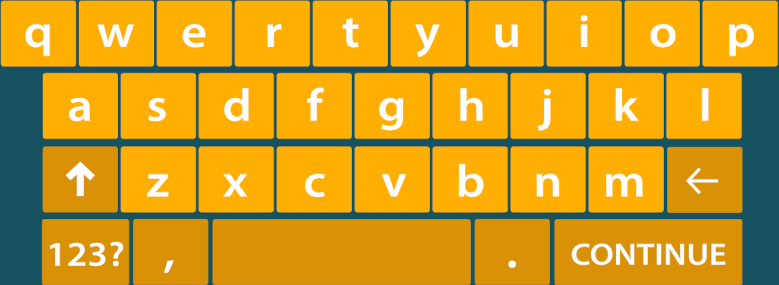 q w e r t y u i o p
a s d f g h j k l
↑ z x c v b n m ←
123? , . CONTINUE